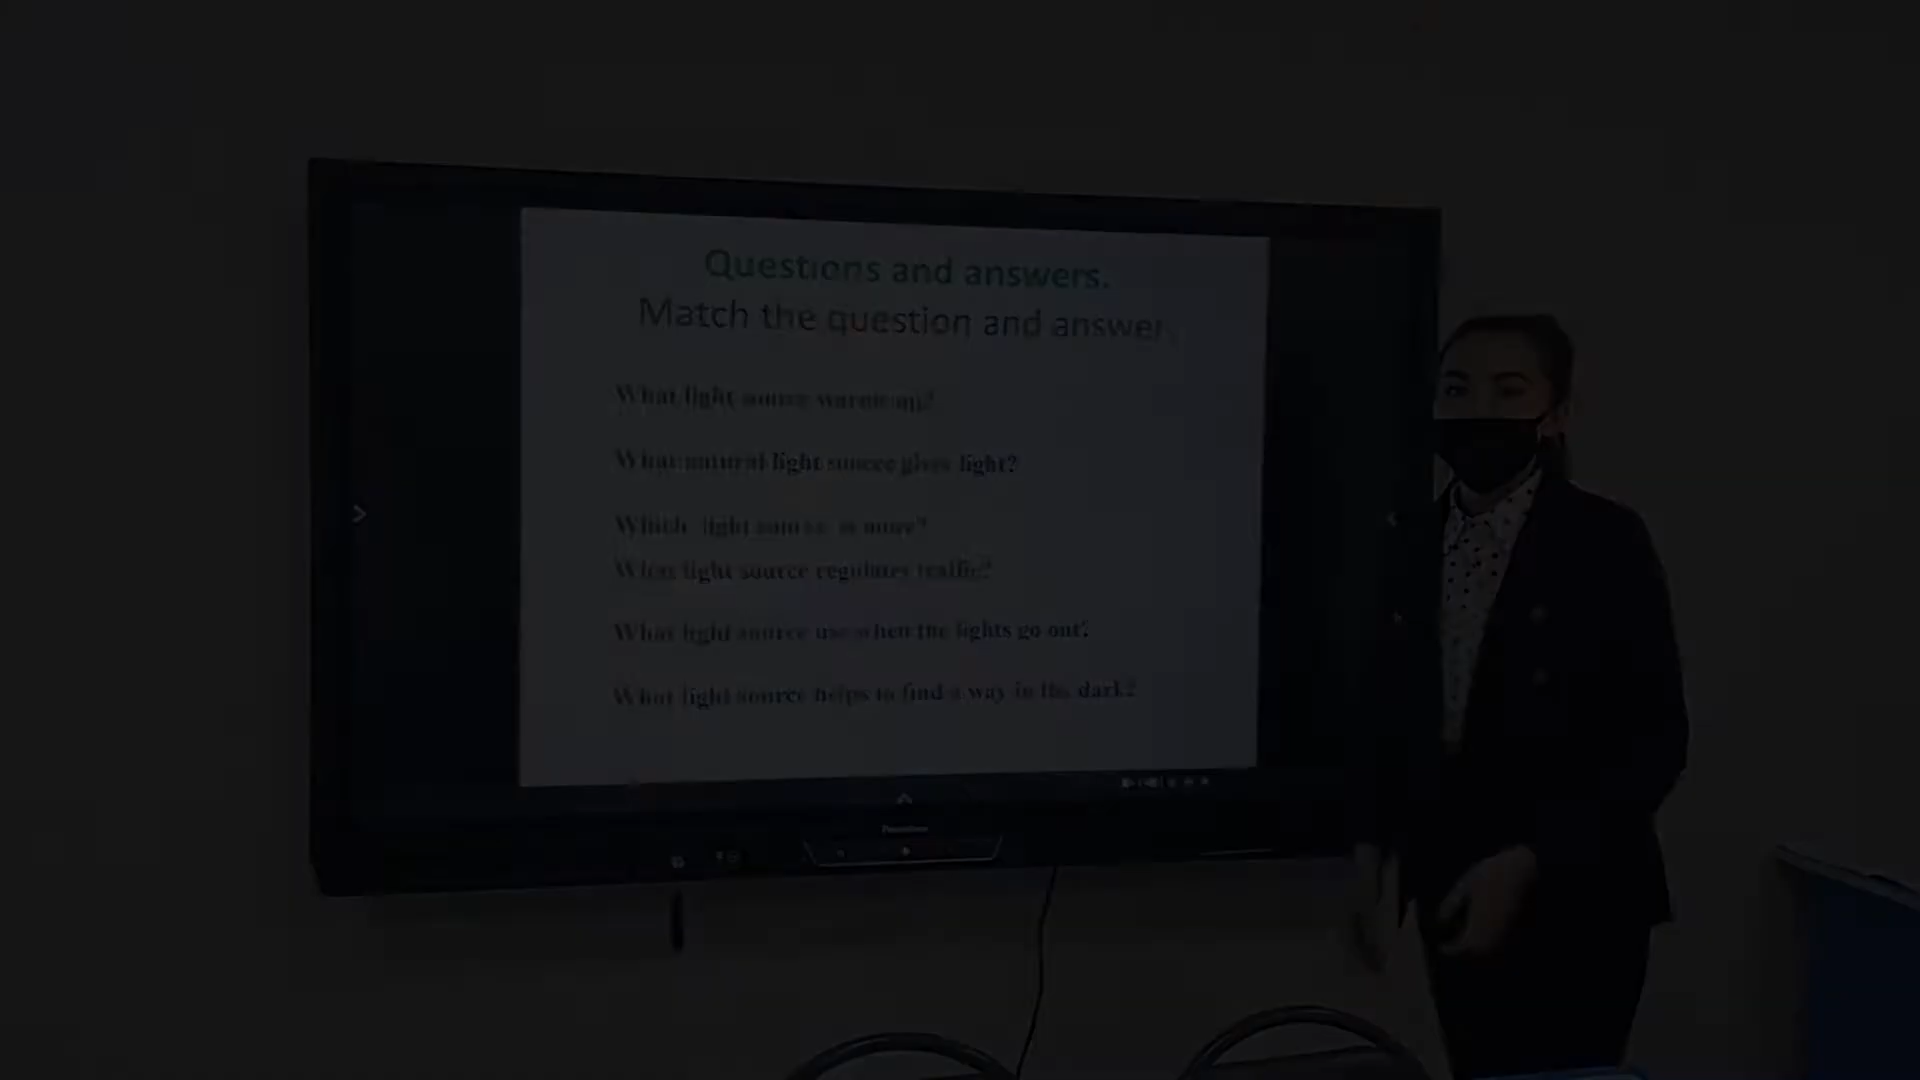 Questions and answers.
Match the question and answer.
What light source warms up?
What natural light source gives light?
Which light source is more?
What light source regulates traffic?
What light source use when the lights go out?
What light source helps to find a way in the dark?